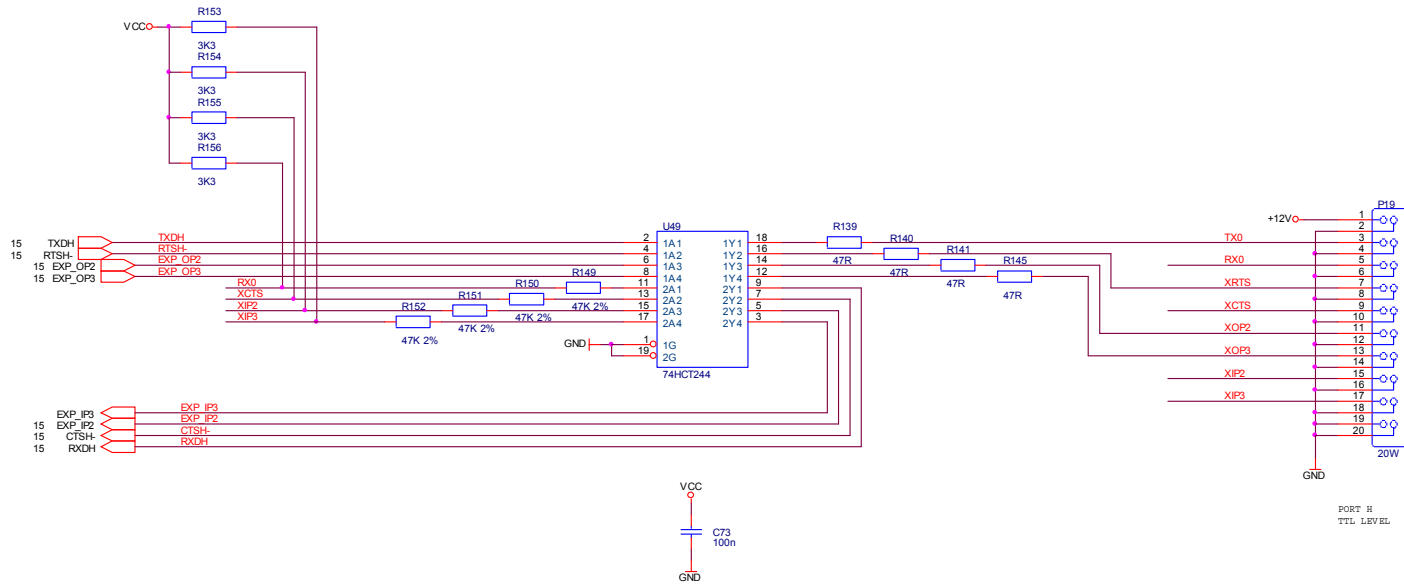 R153
VCC
3K3
R154
3K3
R155
3K3
R156
3K3
15 TXDH TXDH
15 RTSH- RTSH-
15 EXP_OP2 EXP_OP2
15 EXP_OP3 EXP_OP3
RX0
XCTS
XIP2
XIP3
R149
R150
R151
R152
47K 2%
47K 2%
47K 2%
47K 2%
U49
2 1A1 1Y1 18
4 1A2 1Y2 16
6 1A3 1Y3 14
8 1A4 1Y4 12
11 2A1 2Y1 9
13 2A2 2Y2 7
15 2A3 2Y3 5
17 2A4 2Y4 3
GND 1 1G
19 2G
74HCT244
R139
R140
R141
R145
47R
47R
47R
47R
P19
+12V 1
2
TX0 3
4
RX0 5
6
XRTS 7
8
XCTS 9
10
XOP2 11
12
XOP3 13
14
XIP2 15
16
XIP3 17
18
19
20
20W
GND
EXP_IP3 EXP_IP3
15 EXP_IP2 EXP_IP2
15 CTSH- CTSH-
15 RXDH RXDH
VCC
C73
100n
GND
PORT H
TTL LEVEL